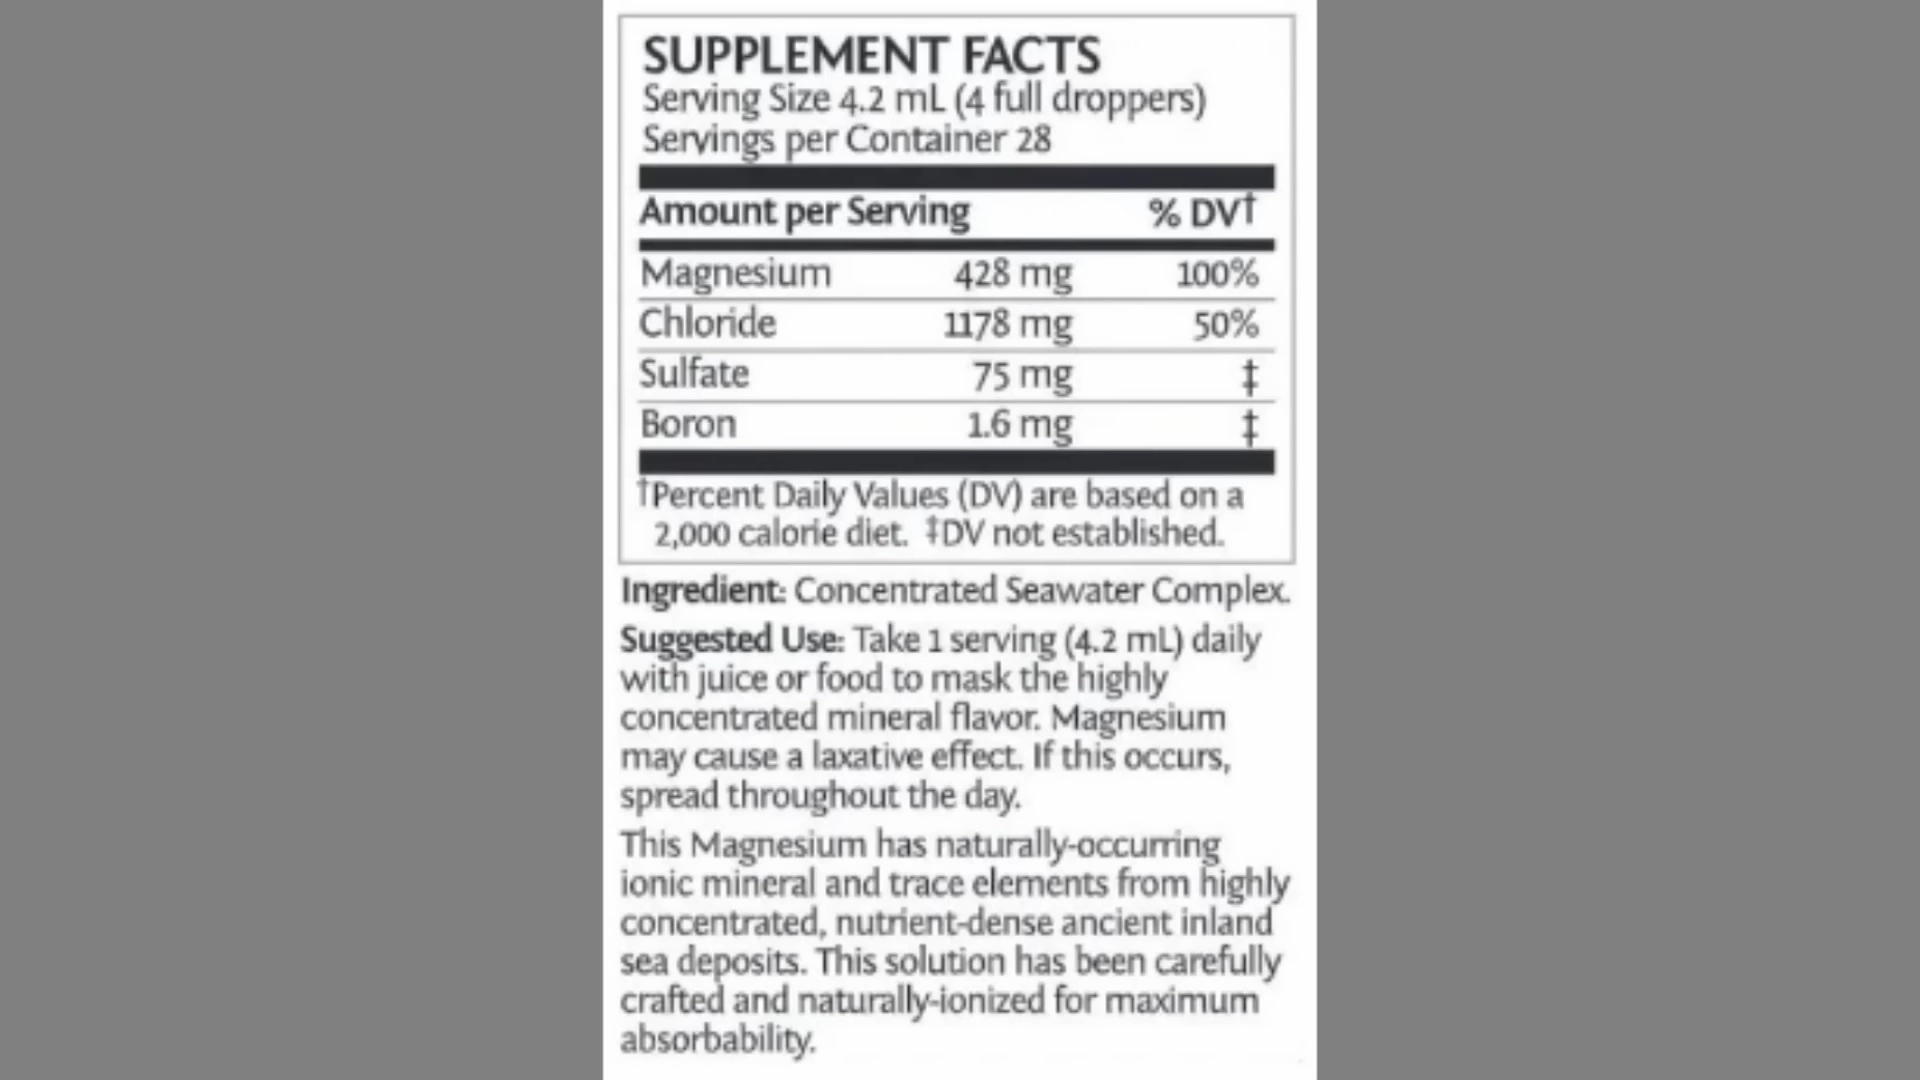 SUPPLEMENT FACTS
Serving Size 4.2 mL (4 full droppers)
Servings per Container 28
Amount per Serving % DV†
Magnesium 428 mg 100%
Chloride 1178 mg 50%
Sulfate 75 mg ‡
Boron 1.6 mg ‡
†Percent Daily Values (DV) are based on a
2,000 calorie diet. ‡DV not established.
Ingredient: Concentrated Seawater Complex.
Suggested Use: Take 1 serving (4.2 mL) daily
with juice or food to mask the highly
concentrated mineral flavor. Magnesium
may cause a laxative effect. If this occurs,
spread throughout the day.
This Magnesium has naturally-occurring
ionic mineral and trace elements from highly
concentrated, nutrient-dense ancient inland
sea deposits. This solution has been carefully
crafted and naturally-ionized for maximum
absorbability.